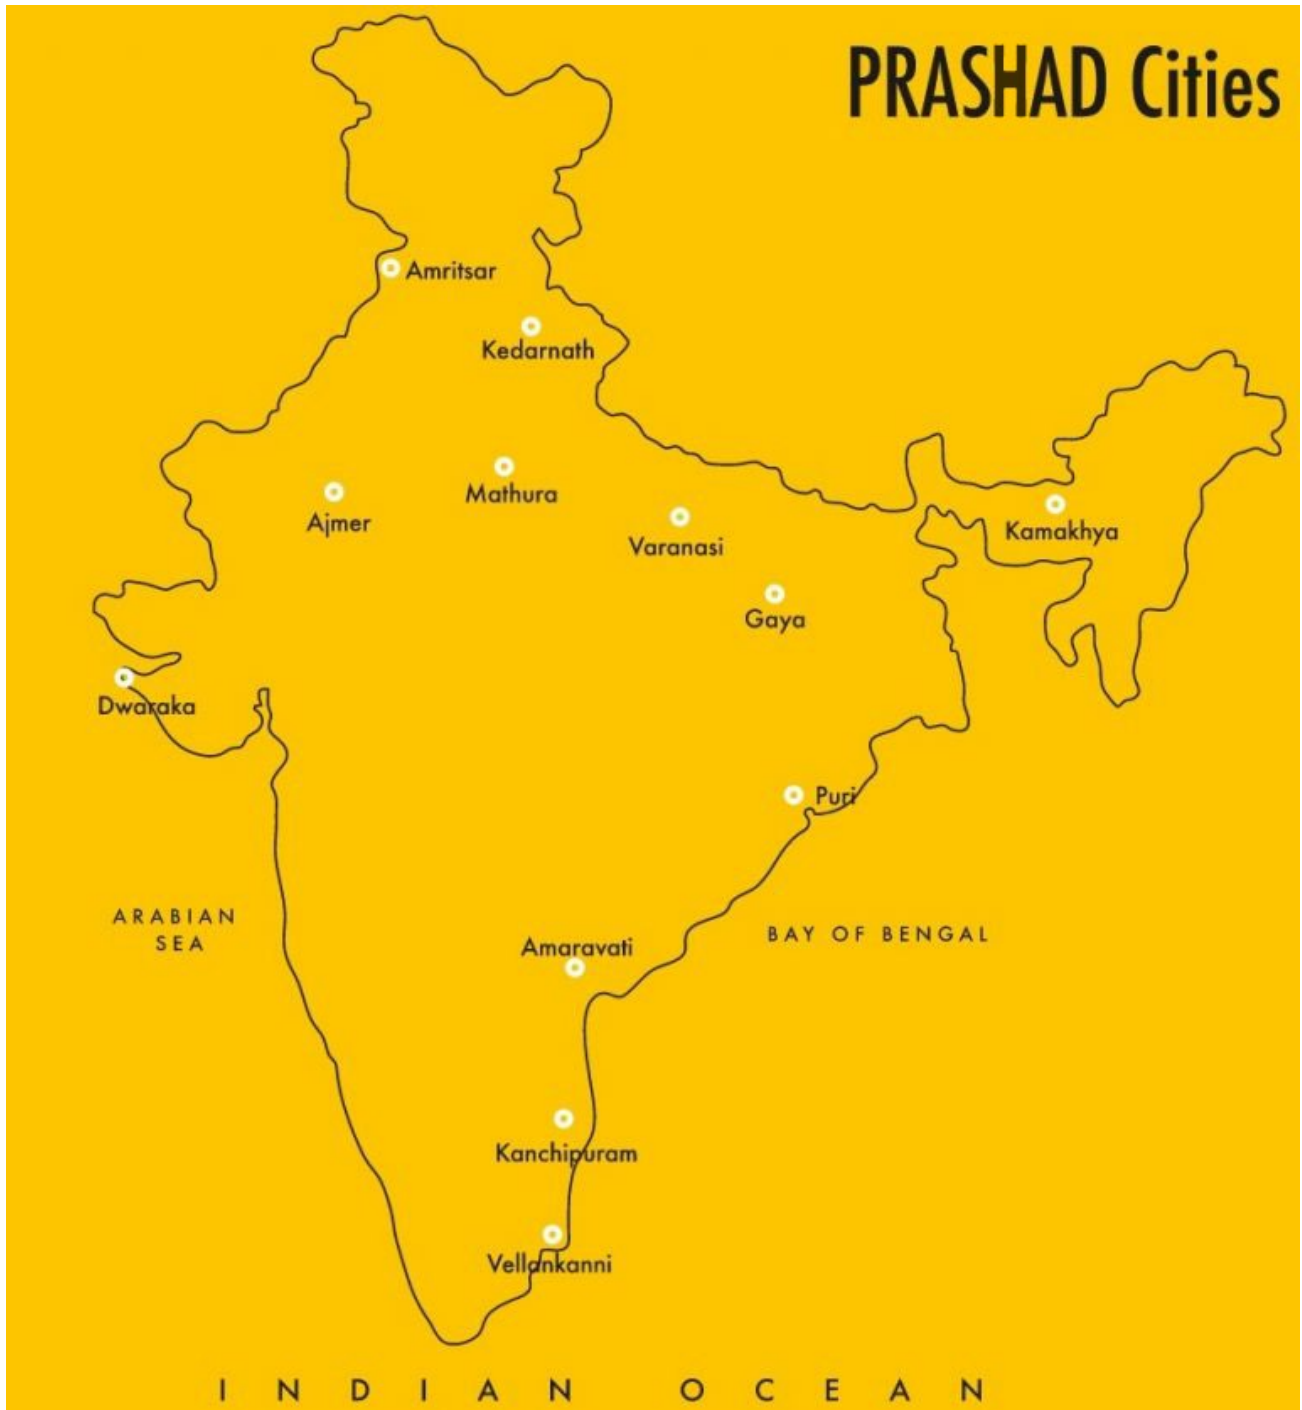 PRASHAD Cities
Amritsar
Kedarnath
Mathura
Ajmer
Varanasi
Kamakhya
Gaya
Dwaraka
Puri
ARABIAN
SEA
BAY OF BENGAL
Amaravati
Kanchipuram
Vellankanni
INDIAN OCEAN